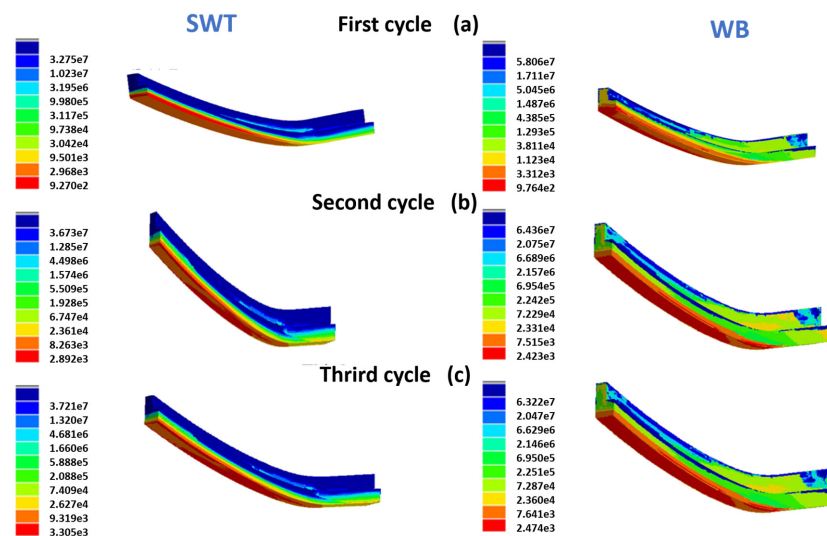 SWT
First cycle (a)
WB
3.275e7
1.023e7
3.195e6
9.980e5
3.117e5
9.738e4
3.042e4
9.501e3
2.968e3
9.270e2
5.806e7
1.711e7
5.045e6
1.487e6
4.385e5
1.293e5
3.811e4
1.123e4
3.312e3
9.764e2
Second cycle (b)
3.673e7
1.285e7
4.498e6
1.574e6
5.509e5
1.928e5
6.747e4
2.361e4
8.263e3
2.892e3
6.436e7
2.075e7
6.689e6
2.157e6
6.954e5
2.242e5
7.229e4
2.331e4
7.515e3
2.423e3
Thrird cycle (c)
3.721e7
1.320e7
4.681e6
1.660e6
5.888e5
2.088e5
7.409e4
2.627e4
9.319e3
3.305e3
6.322e7
2.047e7
6.629e6
2.146e6
6.950e5
2.251e5
7.287e4
2.360e4
7.641e3
2.474e3